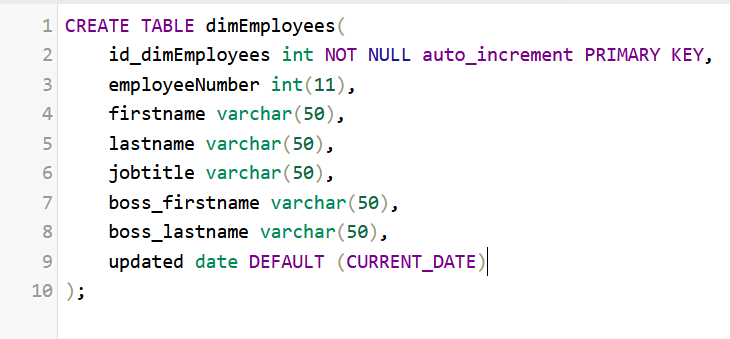 1 CREATE TABLE dimEmployees(
2 id_dimEmployees int NOT NULL auto_increment PRIMARY KEY,
3 employeeNumber int(11),
4 firstname varchar(50),
5 lastname varchar(50),
6 jobtitle varchar(50),
7 boss_firstname varchar(50),
8 boss_lastname varchar(50),
9 updated date DEFAULT (CURRENT_DATE)
10 );